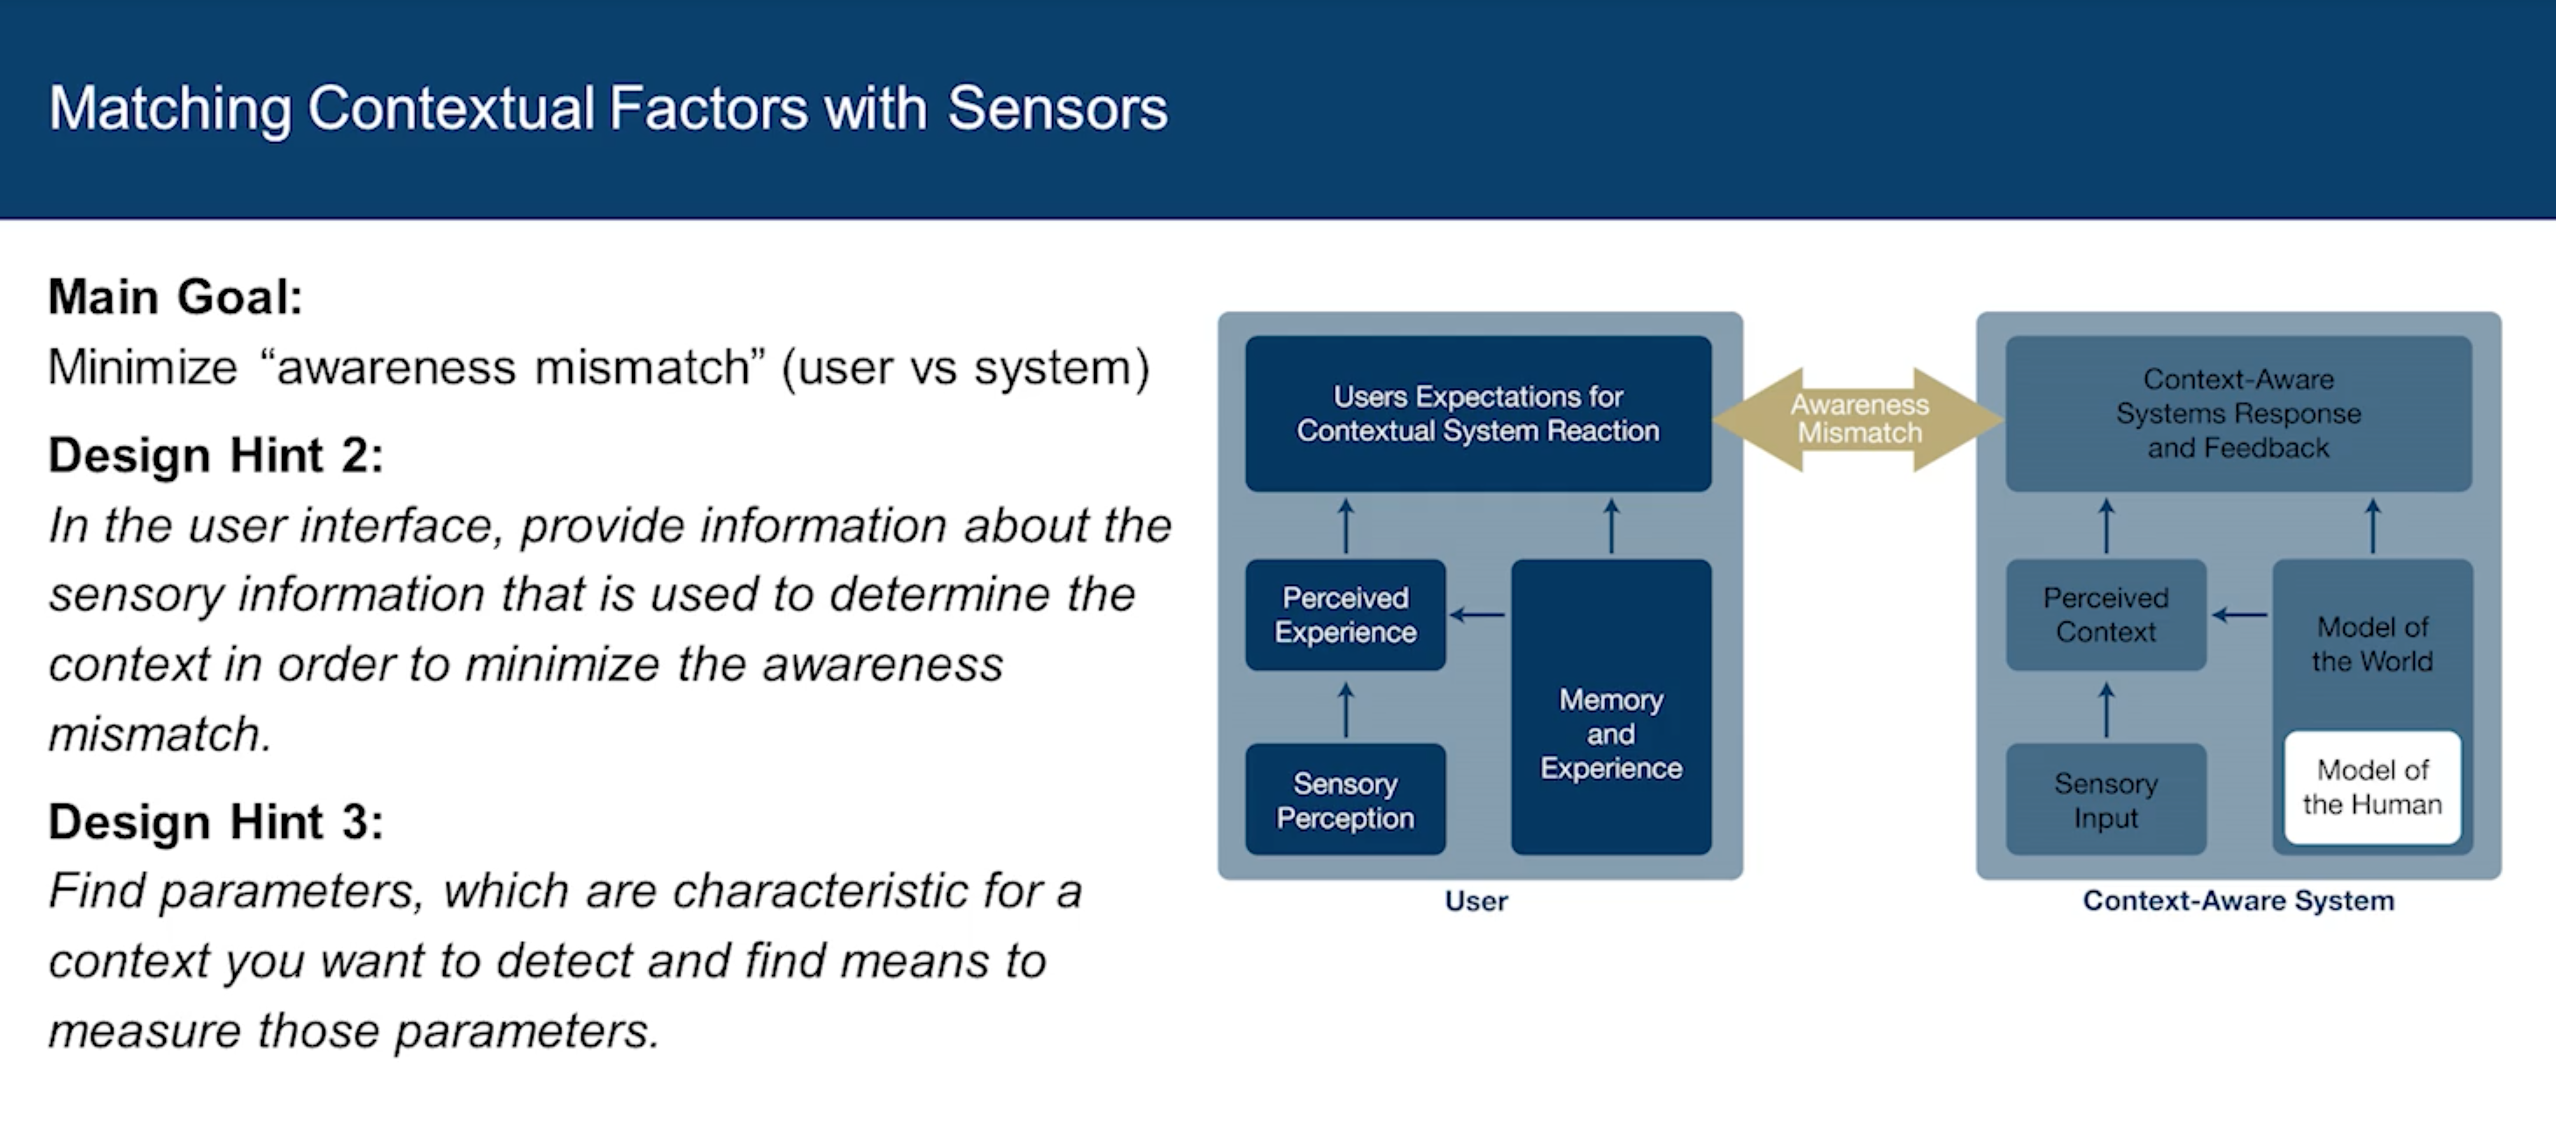 Matching Contextual Factors with Sensors
Main Goal:
Minimize “awareness mismatch” (user vs system)
Design Hint 2:
In the user interface, provide information about the
sensory information that is used to determine the
context in order to minimize the awareness
mismatch.
Design Hint 3:
Find parameters, which are characteristic for a
context you want to detect and find means to
measure those parameters.
Users Expectations for
Contextual System Reaction
Perceived
Experience
Sensory
Perception
Memory
and
Experience
User
Awareness
Mismatch
Context-Aware
Systems Response
and Feedback
Perceived
Context
Sensory
Input
Model of
the World
Model of
the Human
Context-Aware System